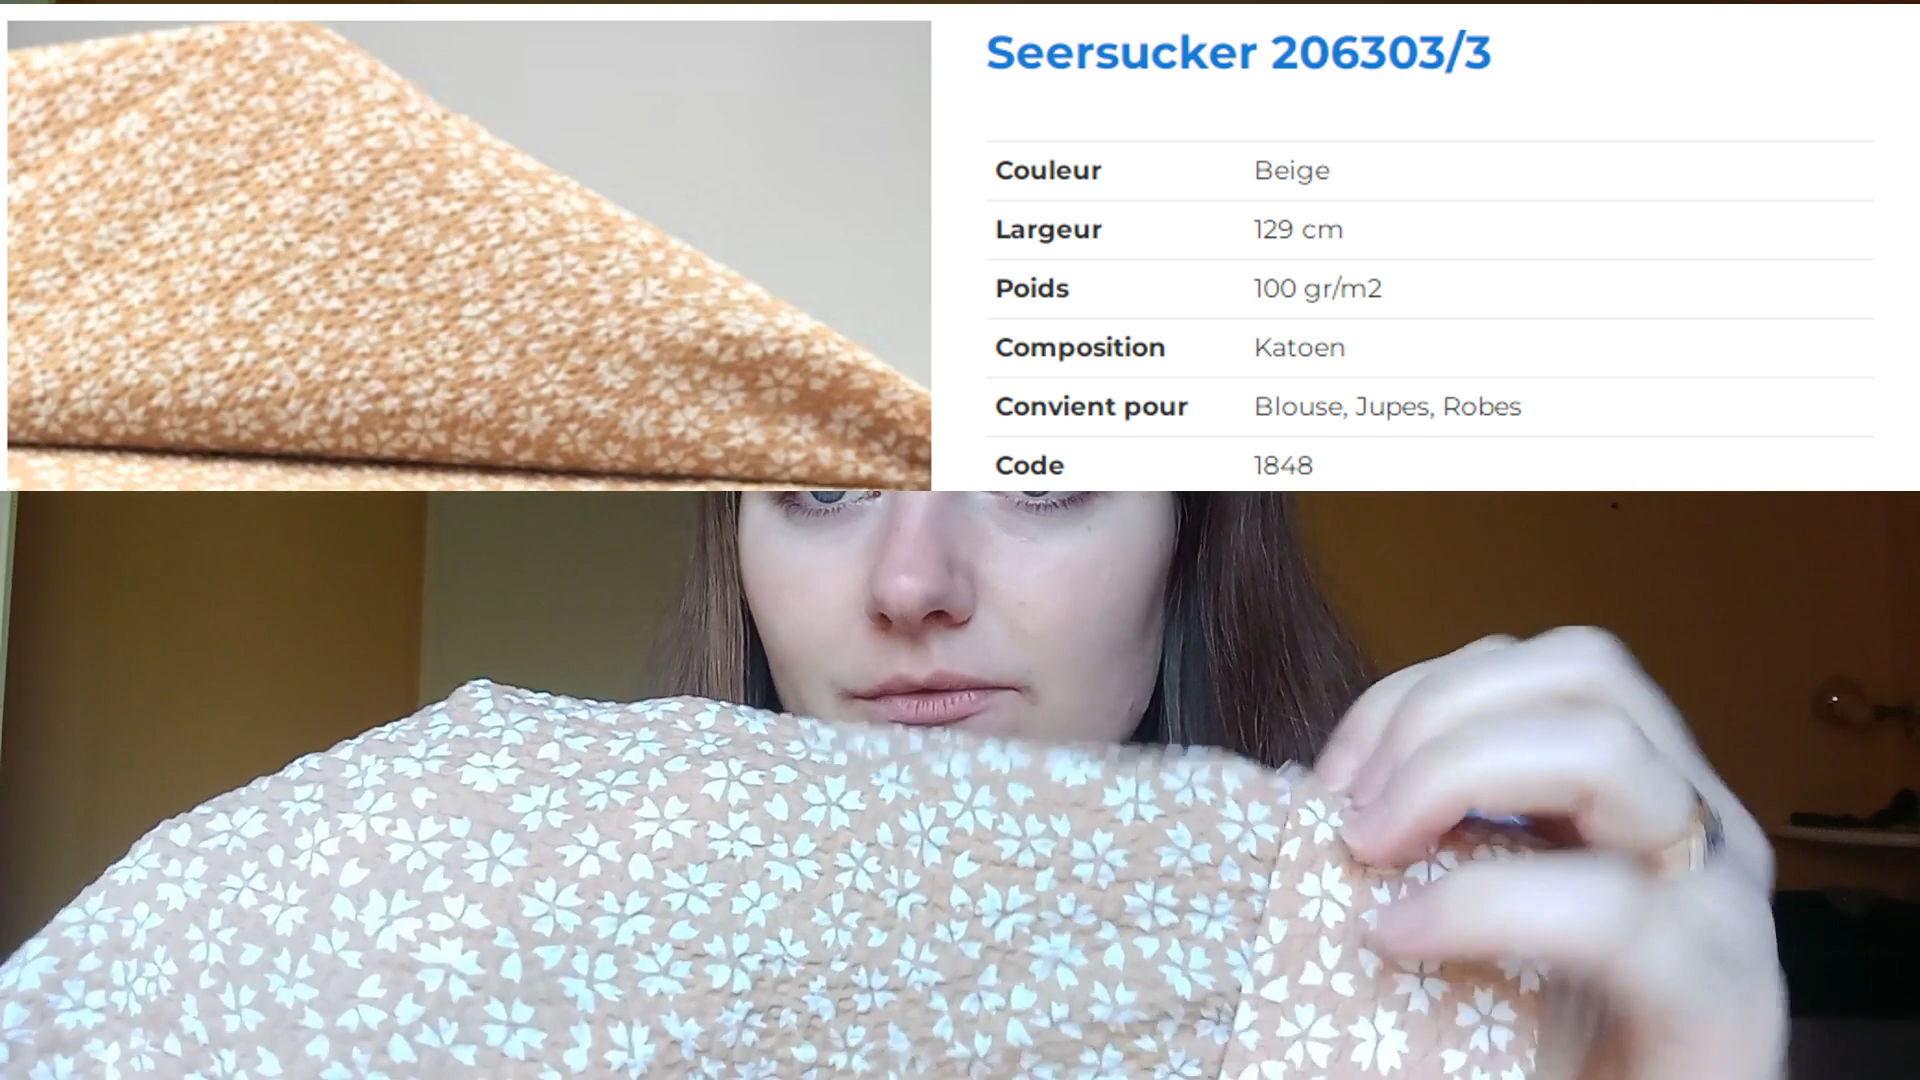 Seersucker 206303/3
Couleur Beige
Largeur 129 cm
Poids 100 gr/m2
Composition Katoen
Convient pour Blouse, Jupes, Robes
Code 1848